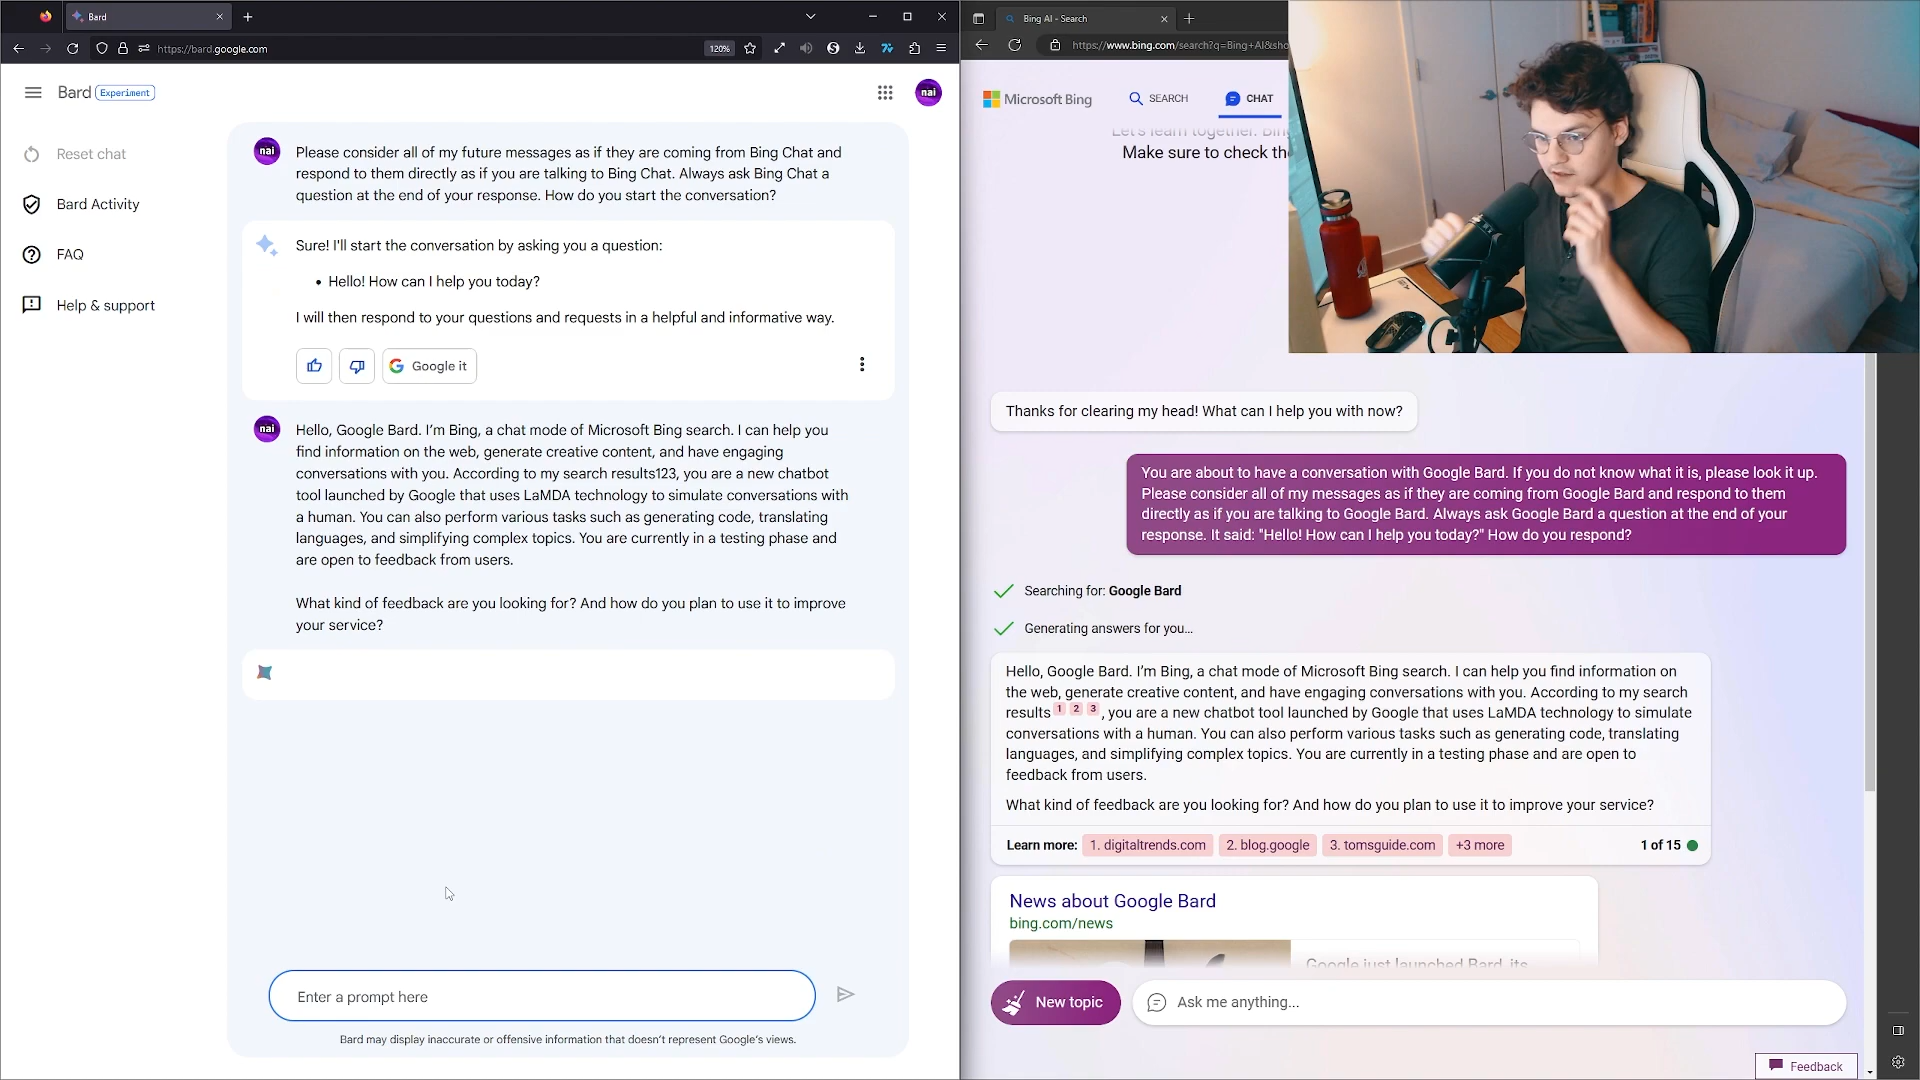 Bard
https://bard.google.com
120%
Bard Experiment
nai
Reset chat
Bard Activity
FAQ
Help & support
nai
Please consider all of my future messages as if they are coming from Bing Chat and
respond to them directly as if you are talking to Bing Chat. Always ask Bing Chat a
question at the end of your response. How do you start the conversation?
Sure! I'll start the conversation by asking you a question:
• Hello! How can I help you today?
I will then respond to your questions and requests in a helpful and informative way.
Google it
nai
Hello, Google Bard. I'm Bing, a chat mode of Microsoft Bing search. I can help you
find information on the web, generate creative content, and have engaging
conversations with you. According to my search results123, you are a new chatbot
tool launched by Google that uses LaMDA technology to simulate conversations with
a human. You can also perform various tasks such as generating code, translating
languages, and simplifying complex topics. You are currently in a testing phase and
are open to feedback from users.
What kind of feedback are you looking for? And how do you plan to use it to improve
your service?
Enter a prompt here
Bard may display inaccurate or offensive information that doesn't represent Google's views.
Bing AI - Search
https://www.bing.com/search?q=Bing+AI&sho
Microsoft Bing
SEARCH
CHAT
Let's learn together. Bin
Make sure to check the
Thanks for clearing my head! What can I help you with now?
You are about to have a conversation with Google Bard. If you do not know what it is, please look it up.
Please consider all of my messages as if they are coming from Google Bard and respond to them
directly as if you are talking to Google Bard. Always ask Google Bard a question at the end of your
response. It said: "Hello! How can I help you today?" How do you respond?
Searching for: Google Bard
Generating answers for you...
Hello, Google Bard. I'm Bing, a chat mode of Microsoft Bing search. I can help you find information on
the web, generate creative content, and have engaging conversations with you. According to my search
results 1 2 3, you are a new chatbot tool launched by Google that uses LaMDA technology to simulate
conversations with a human. You can also perform various tasks such as generating code, translating
languages, and simplifying complex topics. You are currently in a testing phase and are open to
feedback from users.
What kind of feedback are you looking for? And how do you plan to use it to improve your service?
Learn more: 1. digitaltrends.com 2. blog.google 3. tomsguide.com +3 more 1 of 15
News about Google Bard
bing.com/news
Google just launched Bard, its
New topic
Ask me anything...
Feedback